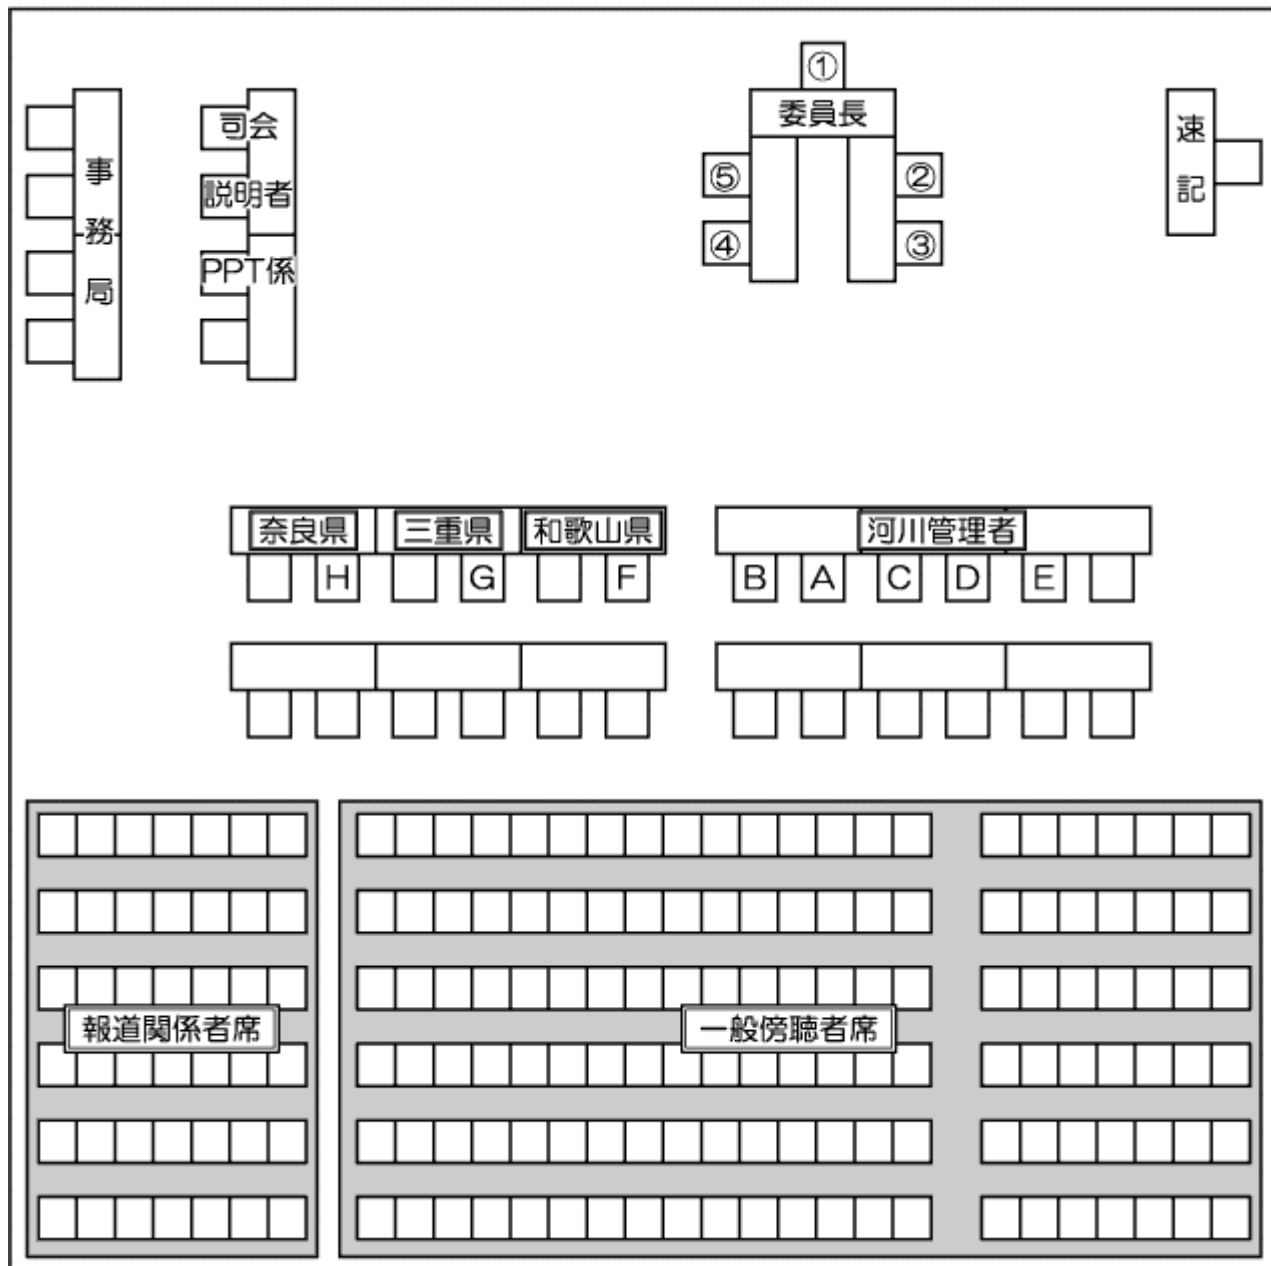 ①
委員長
⑤
②
④
③
事務局
司会
説明者
PPT係
速記
奈良県
三重県
和歌山県
河川管理者
H
G
F
B
A
C
D
E
報道関係者席
一般傍聴者席